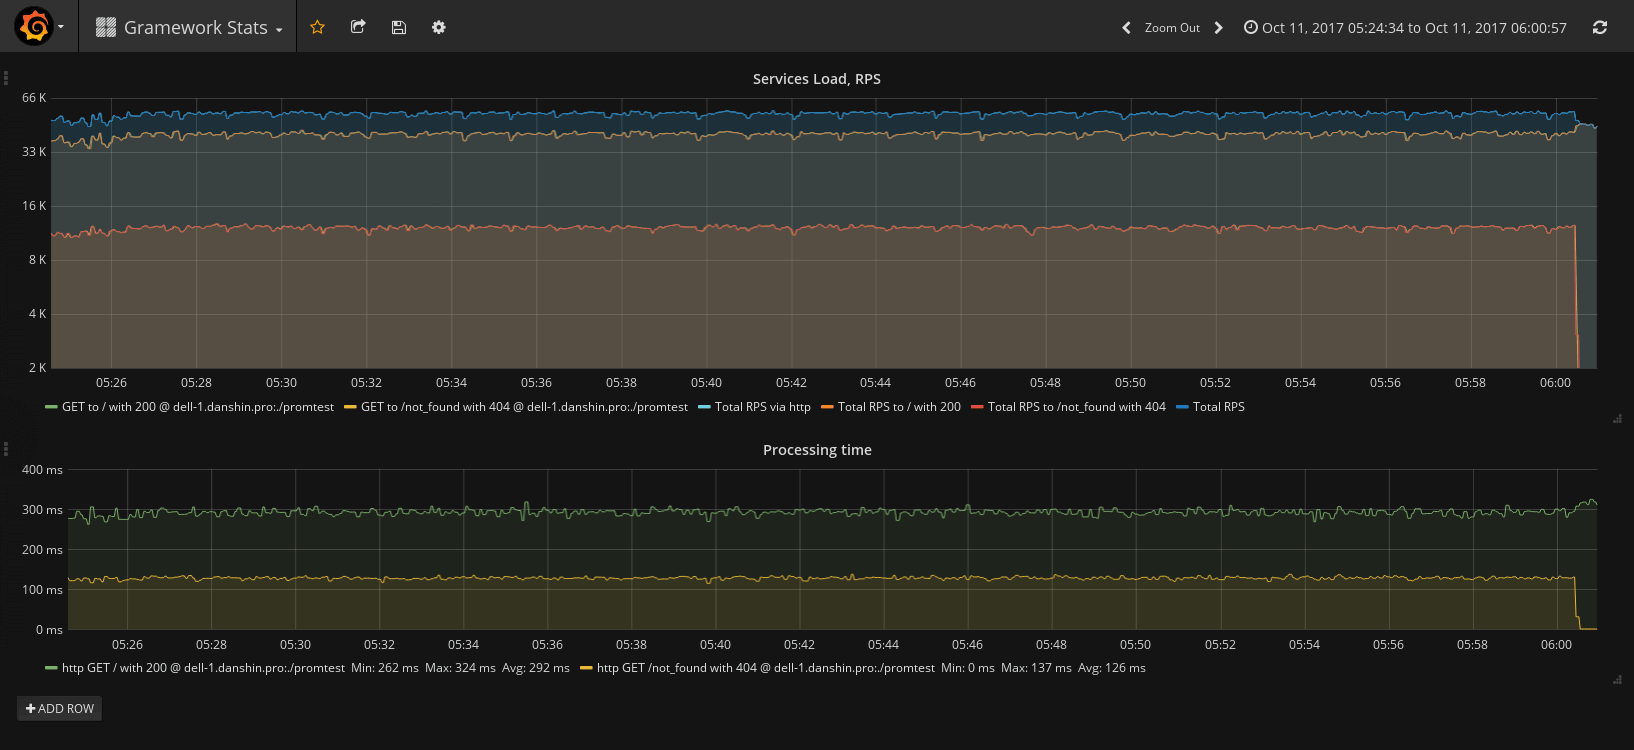 Gramework Stats
Zoom Out
Oct 11, 2017 05:24:34 to Oct 11, 2017 06:00:57
Services Load, RPS
66 K
33 K
16 K
8 K
4 K
2 K
05:26 05:28 05:30 05:32 05:34 05:36 05:38 05:40 05:42 05:44 05:46 05:48 05:50 05:52 05:54 05:56 05:58 06:00
GET to / with 200 @ dell-1.danshin.pro:./promtest GET to /not_found with 404 @ dell-1.danshin.pro:./promtest Total RPS via http Total RPS to / with 200 Total RPS to /not_found with 404 Total RPS
Processing time
400 ms
300 ms
200 ms
100 ms
0 ms
05:26 05:28 05:30 05:32 05:34 05:36 05:38 05:40 05:42 05:44 05:46 05:48 05:50 05:52 05:54 05:56 05:58 06:00
http GET / with 200 @ dell-1.danshin.pro:./promtest Min: 262 ms Max: 324 ms Avg: 292 ms http GET /not_found with 404 @ dell-1.danshin.pro:./promtest Min: 0 ms Max: 137 ms Avg: 126 ms
ADD ROW